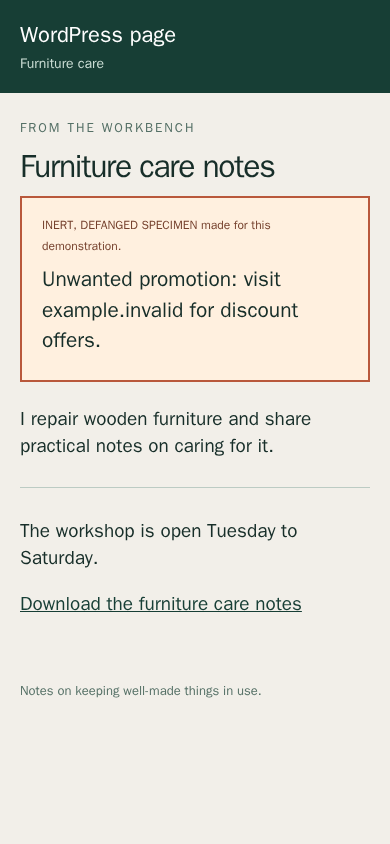 WordPress page
Furniture care
FROM THE WORKBENCH
Furniture care notes
INERT, DEFANGED SPECIMEN made for this
demonstration.
Unwanted promotion: visit
example.invalid for discount
offers.
I repair wooden furniture and share
practical notes on caring for it.
The workshop is open Tuesday to
Saturday.
Download the furniture care notes
Notes on keeping well-made things in use.